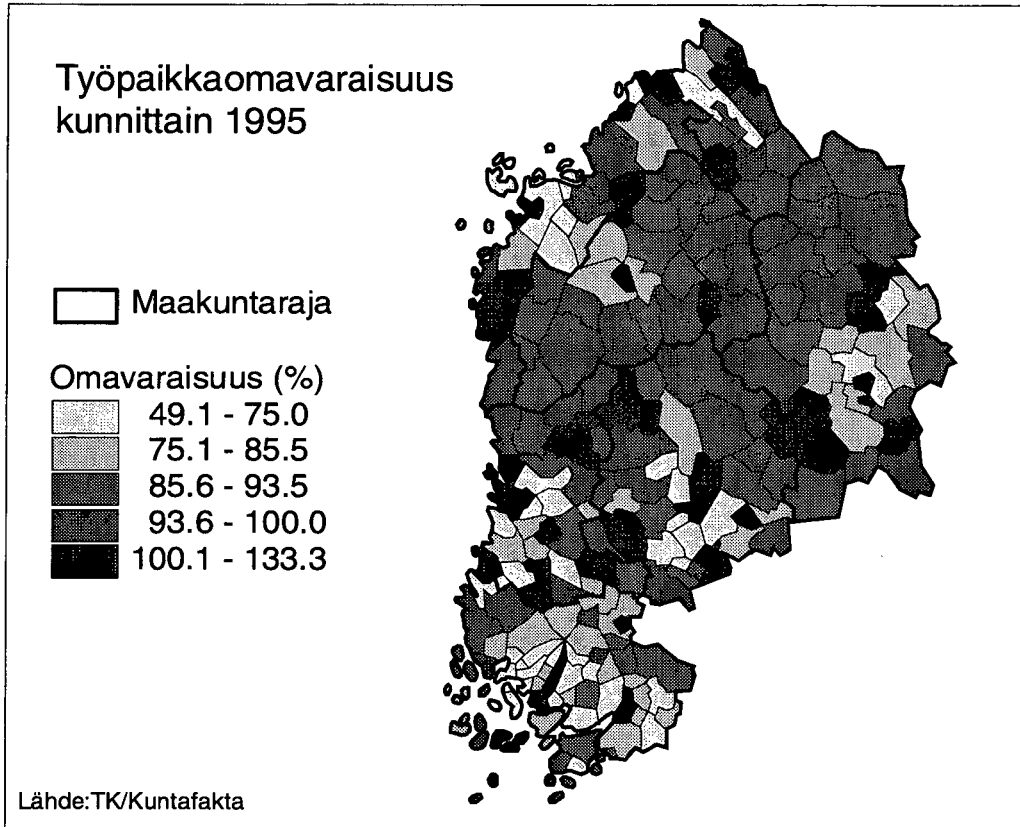 Työpaikkaomavaraisuus
kunnittain 1995
Maakuntaraja
Omavaraisuus (%)
49.1 - 75.0
75.1 - 85.5
85.6 - 93.5
93.6 - 100.0
100.1 - 133.3
Lähde:TK/Kuntafakta